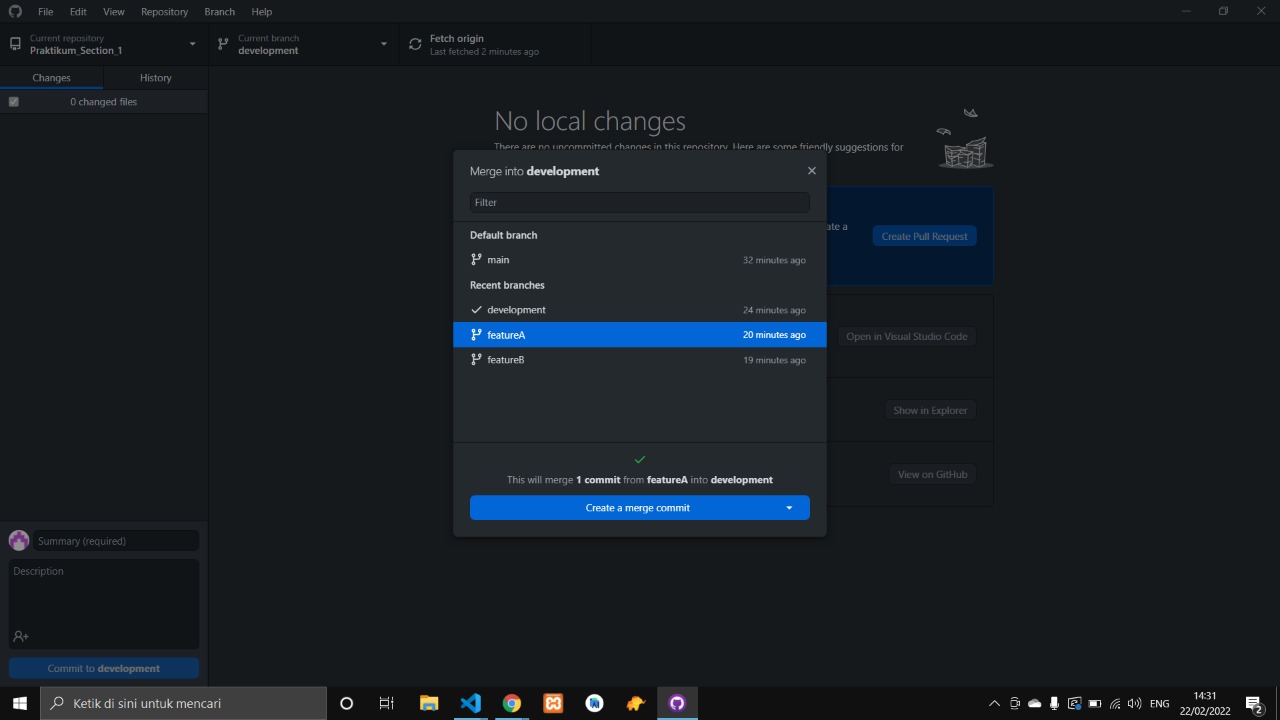 File Edit View Repository Branch Help
Current repository
Praktikum_Section_1
Current branch
development
Fetch origin
Last fetched 2 minutes ago
Changes History
0 changed files
No local changes
There are no uncommitted changes in this repository. Here are some friendly suggestions for
Merge into development
Filter
Default branch
main 32 minutes ago
Recent branches
development 24 minutes ago
featureA 20 minutes ago
featureB 19 minutes ago
This will merge 1 commit from featureA into development
Create a merge commit
ate a
Create Pull Request
Open in Visual Studio Code
Show in Explorer
View on GitHub
Summary (required)
Description
Commit to development
Ketik di sini untuk mencari
ENG
14:31
22/02/2022
2